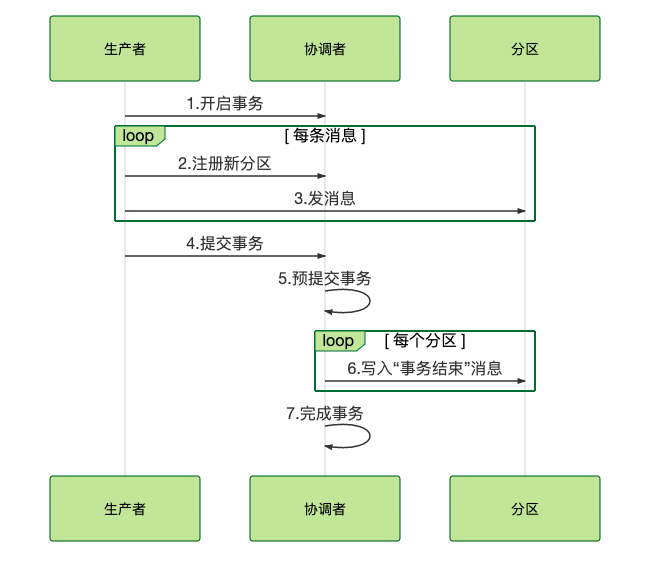 生产者
协调者
分区
1.开启事务
loop
[ 每条消息 ]
2.注册新分区
3.发消息
4.提交事务
5.预提交事务
loop
[ 每个分区 ]
6.写入“事务结束”消息
7.完成事务
生产者
协调者
分区